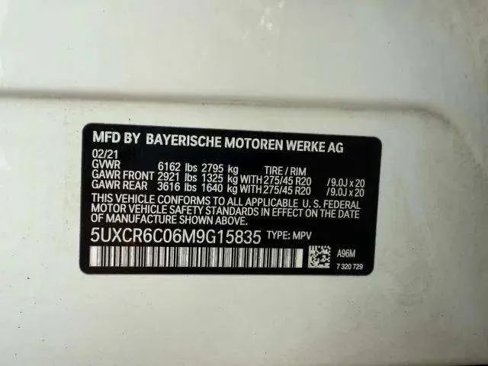 MFD BY BAYERISCHE MOTOREN WERKE AG
02/21
GVWR 6162 lbs 2795 kg TIRE / RIM
GAWR FRONT 2921 lbs 1325 kg WITH 275/45 R20 / 9.0J x 20
GAWR REAR 3616 lbs 1640 kg WITH 275/45 R20 / 9.0J x 20
THIS VEHICLE CONFORMS TO ALL APPLICABLE U. S. FEDERAL
MOTOR VEHICLE SAFETY STANDARDS IN EFFECT ON THE DATE
OF MANUFACTURE SHOWN ABOVE.
5UXCR6C06M9G15835 TYPE: MPV
A96M
7 320 729